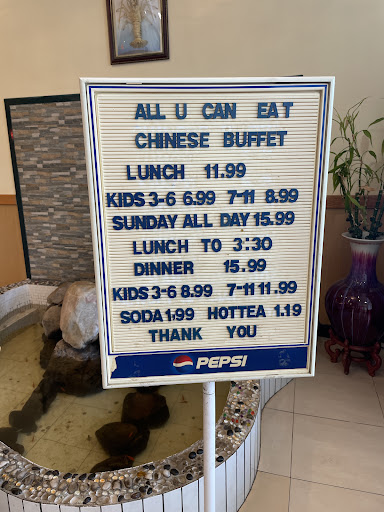 ALL U CAN EAT
CHINESE BUFFET
LUNCH 11.99
KIDS 3-6 6.99 7-11 8.99
SUNDAY ALL DAY 15.99
LUNCH TO 3:30
DINNER 15.99
KIDS 3-6 8.99 7-11 11.99
SODA 1.99 HOTTEA 1.19
THANK YOU
PEPSI